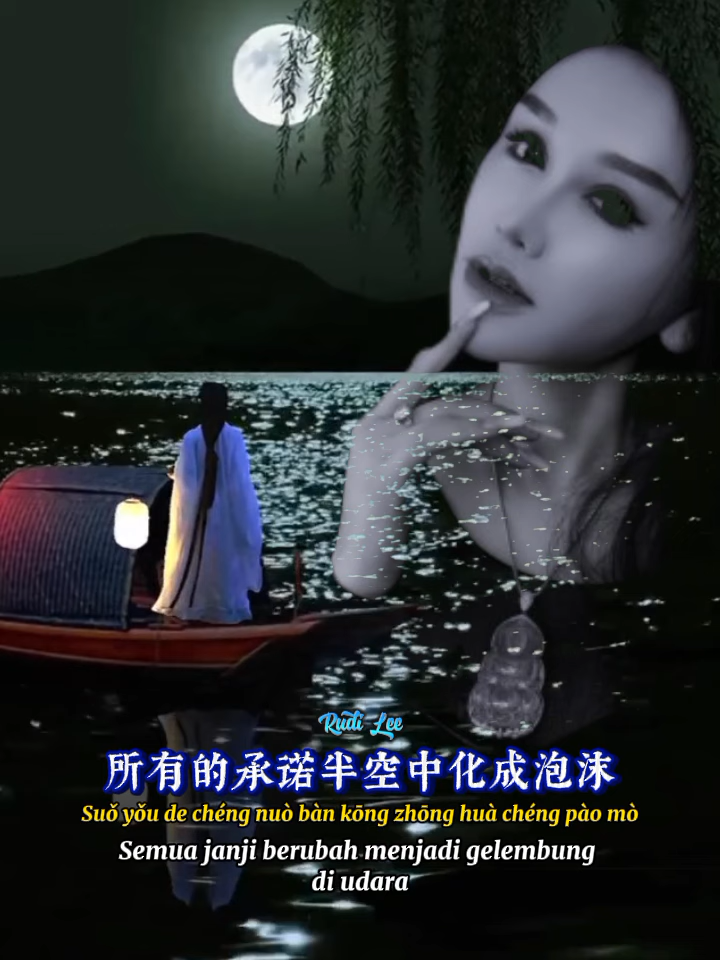 Rudi Lee
所有的承诺半空中化成泡沫
Suǒ yǒu de chéng nuò bàn kōng zhōng huà chéng pào mò
Semua janji berubah menjadi gelembung
di udara